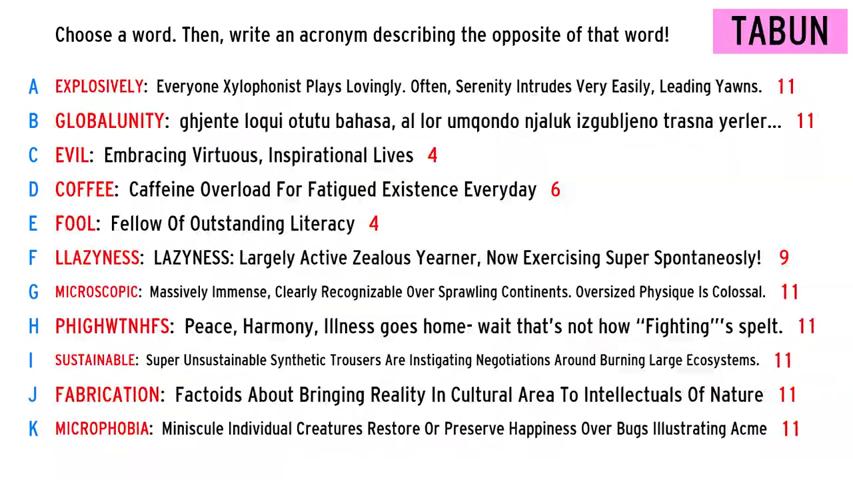 Choose a word. Then, write an acronym describing the opposite of that word!
TABUN
A EXPLOSIVELY: Everyone Xylophonist Plays Lovingly. Often, Serenity Intrudes Very Easily, Leading Yawns. 11
B GLOBALUNITY: ghjente loqui otutu bahasa, al lor umqondo njaluk izgubljeno trasna yerler... 11
C EVIL: Embracing Virtuous, Inspirational Lives 4
D COFFEE: Caffeine Overload For Fatigued Existence Everyday 6
E FOOL: Fellow Of Outstanding Literacy 4
F LLAZYNESS: LAZYNESS: Largely Active Zealous Yearner, Now Exercising Super Spontaneosly! 9
G MICROSCOPIC: Massively Immense, Clearly Recognizable Over Sprawling Continents. Oversized Physique Is Colossal. 11
H PHIGHWTNHFS: Peace, Harmony, Illness goes home- wait that's not how "Fighting"'s spelt. 11
I SUSTAINABLE: Super Unsustainable Synthetic Trousers Are Instigating Negotiations Around Burning Large Ecosystems. 11
J FABRICATION: Factoids About Bringing Reality In Cultural Area To Intellectuals Of Nature 11
K MICROPHOBIA: Miniscule Individual Creatures Restore Or Preserve Happiness Over Bugs Illustrating Acme 11